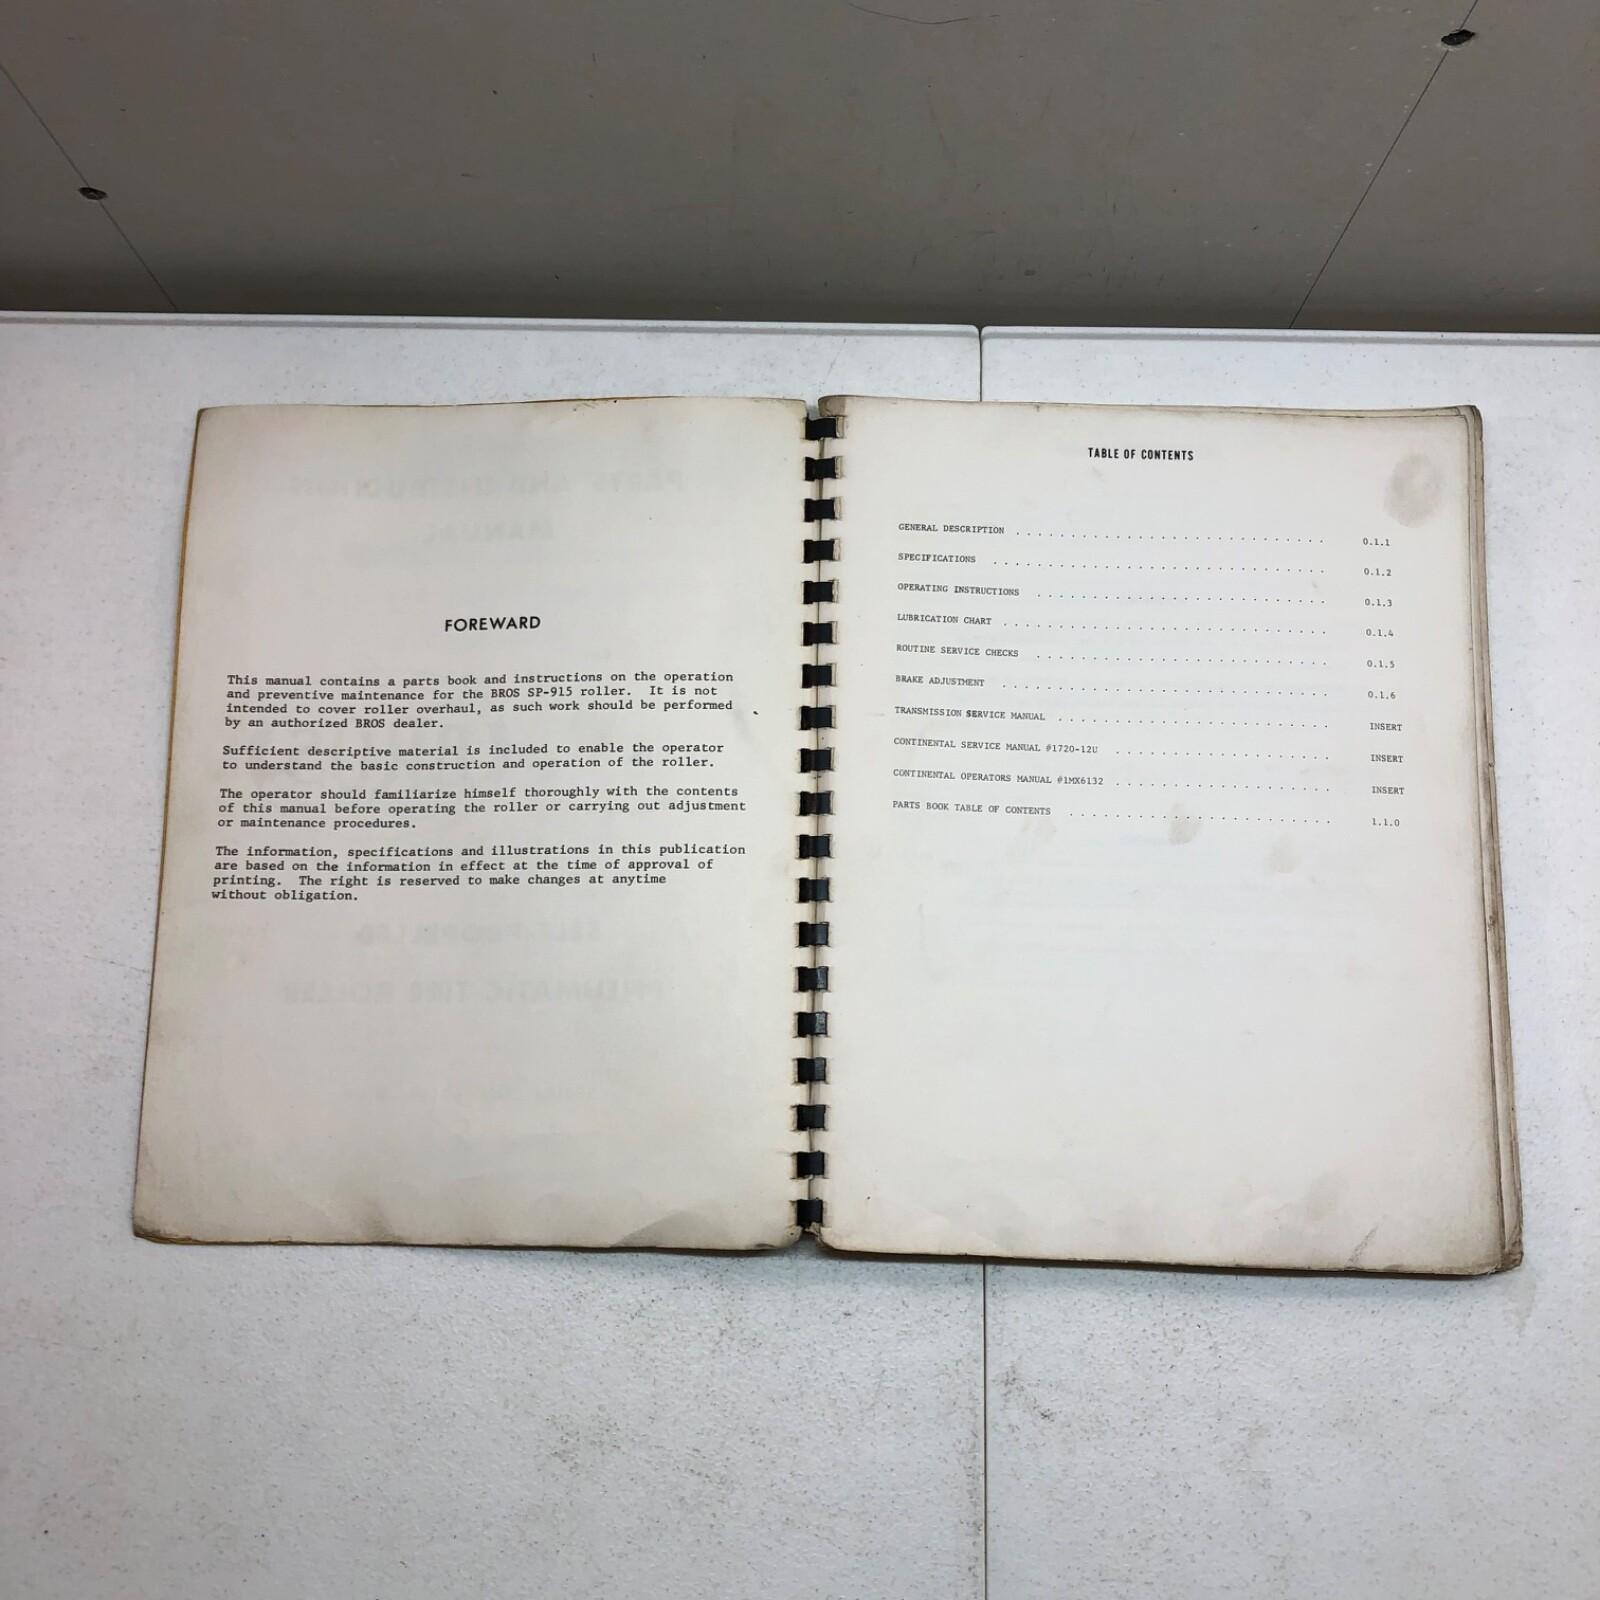 FOREWARD
This manual contains a parts book and instructions on the operation
and preventive maintenance for the BROS SP-915 roller. It is not
intended to cover roller overhaul, as such work should be performed
by an authorized BROS dealer.
Sufficient descriptive material is included to enable the operator
to understand the basic construction and operation of the roller.
The operator should familiarize himself thoroughly with the contents
of this manual before operating the roller or carrying out adjustment
or maintenance procedures.
The information, specifications and illustrations in this publication
are based on the information in effect at the time of approval of
printing. The right is reserved to make changes at anytime
without obligation.
TABLE OF CONTENTS
GENERAL DESCRIPTION . . . . . . . . . . . . . . . . . . . . . . . . . . . . . 0.1.1
SPECIFICATIONS . . . . . . . . . . . . . . . . . . . . . . . . . . . . . . . 0.1.2
OPERATING INSTRUCTIONS . . . . . . . . . . . . . . . . . . . . . . . . . . . 0.1.3
LUBRICATION CHART . . . . . . . . . . . . . . . . . . . . . . . . . . . . . . 0.1.4
ROUTINE SERVICE CHECKS . . . . . . . . . . . . . . . . . . . . . . . . . . . 0.1.5
BRAKE ADJUSTMENT . . . . . . . . . . . . . . . . . . . . . . . . . . . . . . 0.1.6
TRANSMISSION SERVICE MANUAL . . . . . . . . . . . . . . . . . . . . . . . . . INSERT
CONTINENTAL SERVICE MANUAL #1720-12U . . . . . . . . . . . . . . . . . . . . INSERT
CONTINENTAL OPERATORS MANUAL #1MX6132 . . . . . . . . . . . . . . . . . . . . INSERT
PARTS BOOK TABLE OF CONTENTS . . . . . . . . . . . . . . . . . . . . . . . . 1.1.0